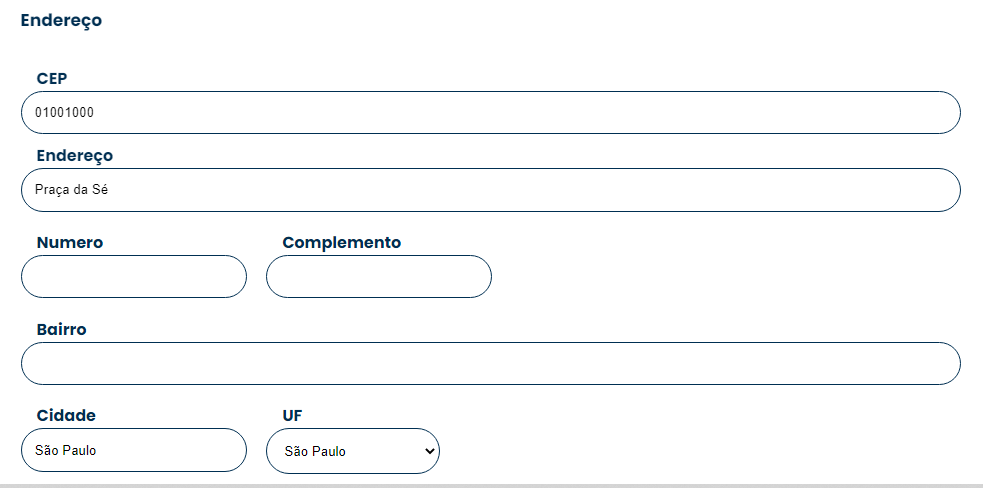 Endereço
CEP
01001000
Endereço
Praça da Sé
Numero Complemento
Bairro
Cidade UF
São Paulo São Paulo